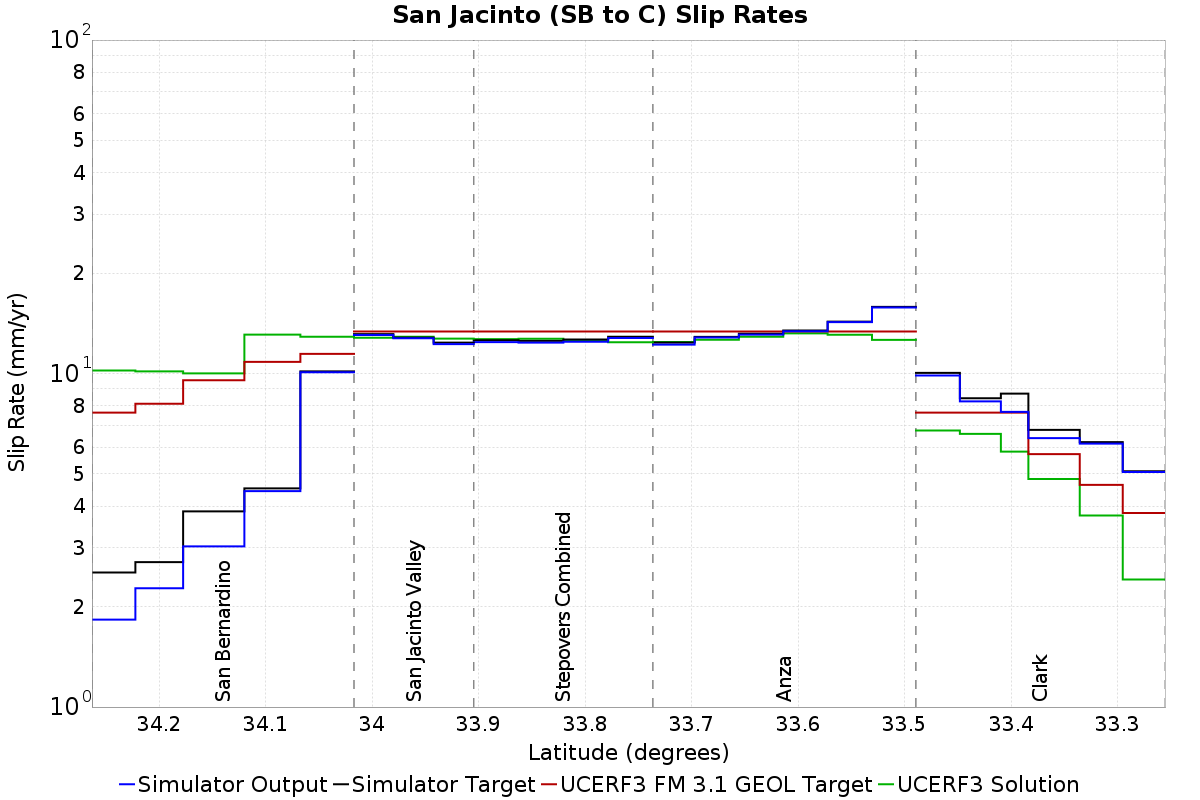 San Jacinto (SB to C) Slip Rates
10^2
8
6
5
4
3
2
10^1
8
6
5
4
3
2
10^0
Slip Rate (mm/yr)
San Bernardino
San Jacinto Valley
Stepovers Combined
Anza
Clark
34.2 34.1 34 33.9 33.8 33.7 33.6 33.5 33.4 33.3
Latitude (degrees)
Simulator Output Simulator Target UCERF3 FM 3.1 GEOL Target UCERF3 Solution